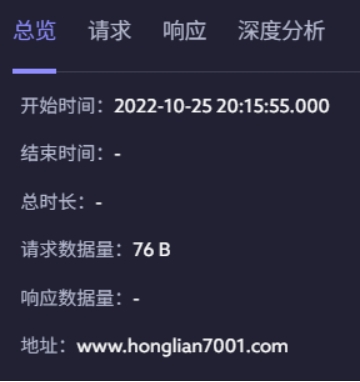 总览 请求 响应 深度分析
开始时间：2022-10-25 20:15:55.000
结束时间：-
总时长：-
请求数据量：76 B
响应数据量：-
地址：www.honglian7001.com